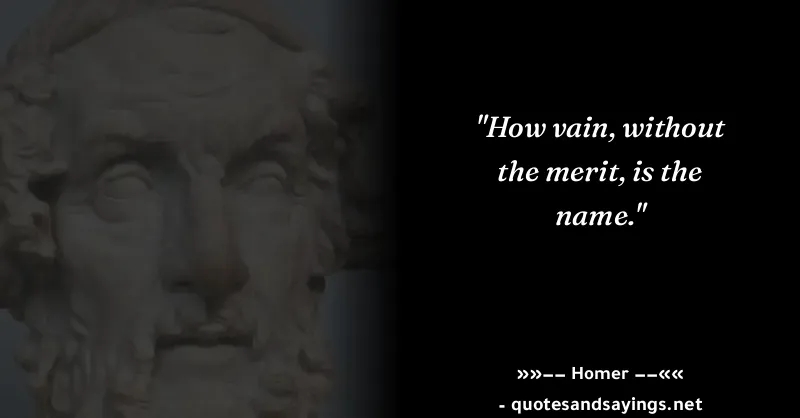 "How vain, without
the merit, is the
name."
»»−− Homer −−««
- quotesandsayings.net